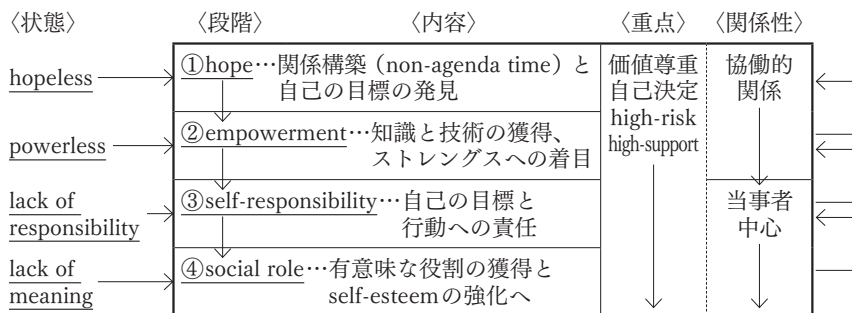 〈状態〉 〈段階〉 〈内容〉 〈重点〉 〈関係性〉
hopeless
①hope…関係構築（non-agenda time）と
自己の目標の発見
powerless
②empowerment…知識と技術の獲得、
ストレングスへの着目
lack of
responsibility
③self-responsibility…自己の目標と
行動への責任
lack of
meaning
④social role…有意味な役割の獲得と
self-esteemの強化へ
価値尊重
自己決定
high-risk
high-support
協働的
関係
当事者
中心